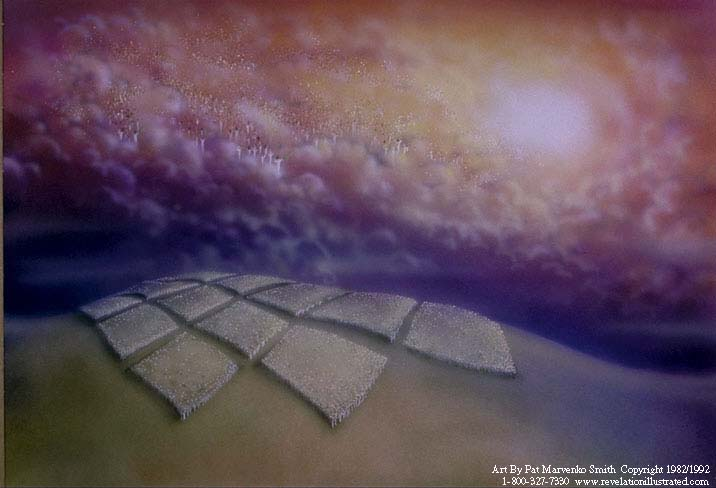 Art By Pat Marvenko Smith Copyright 1982/1992
1-800-327-7330 www.revelationillustrated.com